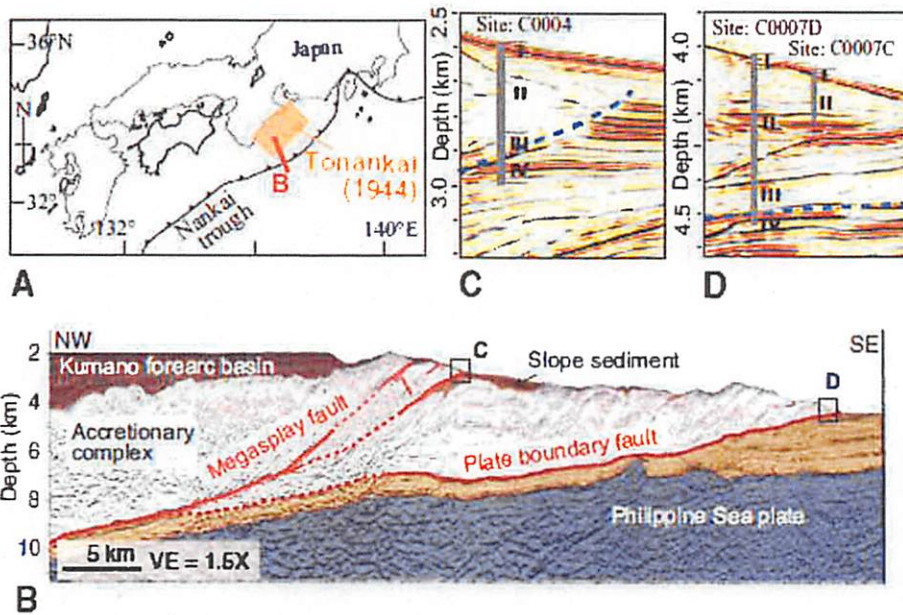 36°N
Japan
N
B
Tonankai
(1944)
32°
132°
Nankai
trough
140°E
A
2.5
Site: C0004
I
II
III
IV
Depth (km)
3.0
C
4.0
Site: C0007D
Site: C0007C
I
I
II
II
III
IV
Depth (km)
4.5
D
NW
SE
2
4
6
8
10
Depth (km)
Kumano forearc basin
C
Slope sediment
D
Accretionary
complex
Megasplay fault
Plate boundary fault
Philippine Sea plate
5 km
VE = 1.5X
B